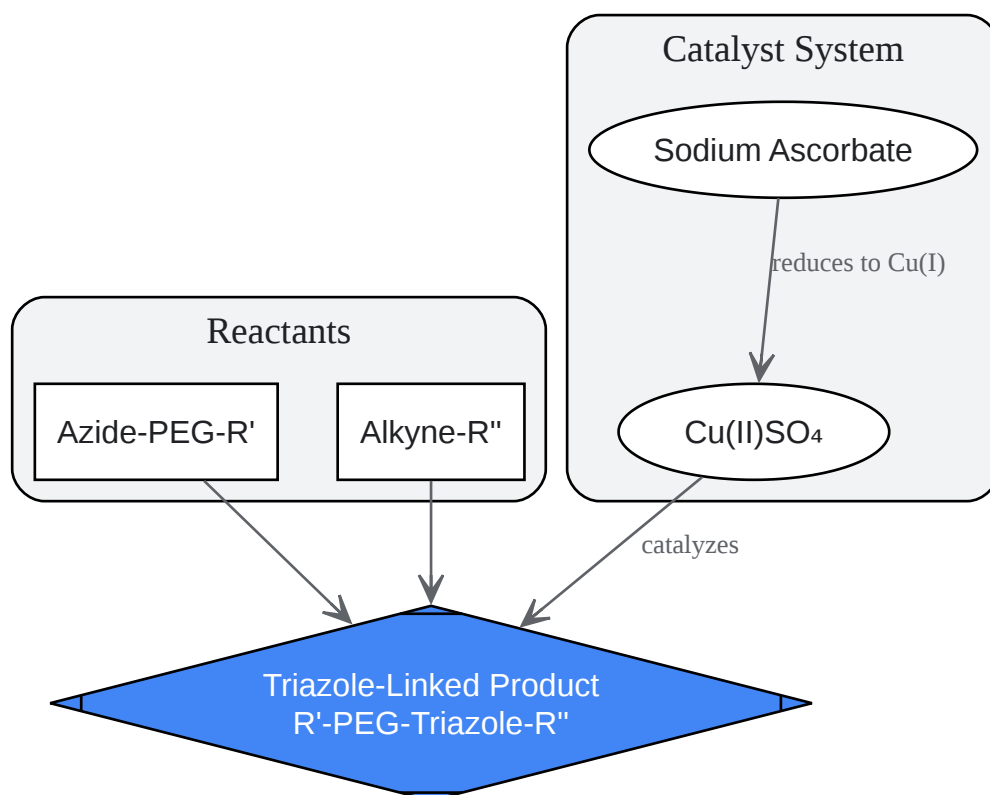 Catalyst System
Sodium Ascorbate
reduces to Cu(I)
Reactants
Azide-PEG-R'
Alkyne-R"
Cu(II)SO₄
catalyzes
Triazole-Linked Product
R'-PEG-Triazole-R"